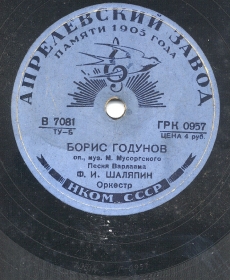 АПРЕЛЕВСКИЙ ЗАВОД
ПАМЯТИ 1905 ГОДА
В 7081
ТУ-Б
ГРК 0957
ЦЕНА 4 руб.
БОРИС ГОДУНОВ
оп., муз. М. Мусоргского
Песня Варлаама
Ф. И. ШАЛЯПИН
Оркестр
НКОМ СССР